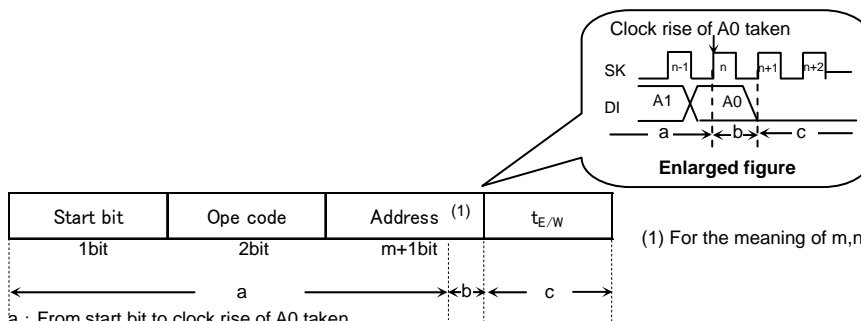 Clock rise of A0 taken
SK n-1 n n+1 n+2
DI A1 A0
a b c
Enlarged figure
Start bit Ope code Address (1) tE/W
1bit 2bit m+1bit
(1) For the meaning of m,n
a b c
a : From start bit to clock rise of A0 taken